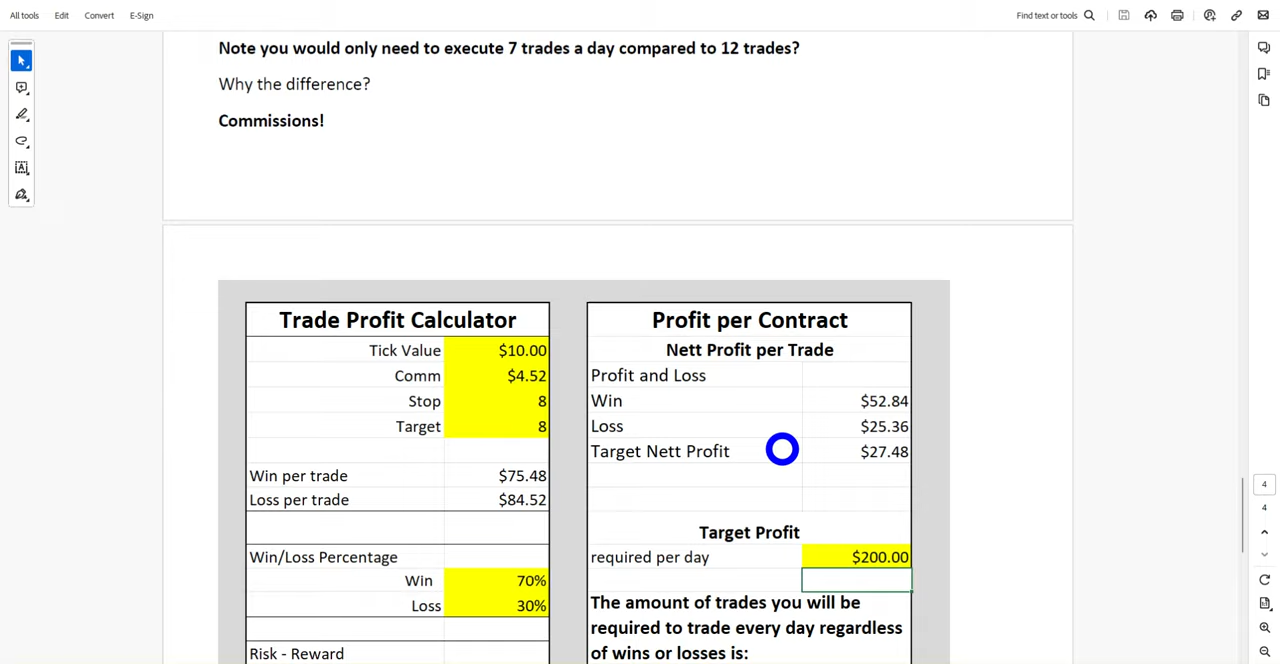 All tools Edit Convert E-Sign Find text or tools
Note you would only need to execute 7 trades a day compared to 12 trades?
Why the difference?
Commissions!
Trade Profit Calculator
Tick Value $10.00
Comm $4.52
Stop 8
Target 8
Win per trade $75.48
Loss per trade $84.52
Win/Loss Percentage
Win 70%
Loss 30%
Risk - Reward
Profit per Contract
Nett Profit per Trade
Profit and Loss
Win $52.84
Loss $25.36
Target Nett Profit $27.48
Target Profit
required per day $200.00
The amount of trades you will be
required to trade every day regardless
of wins or losses is:
4
4